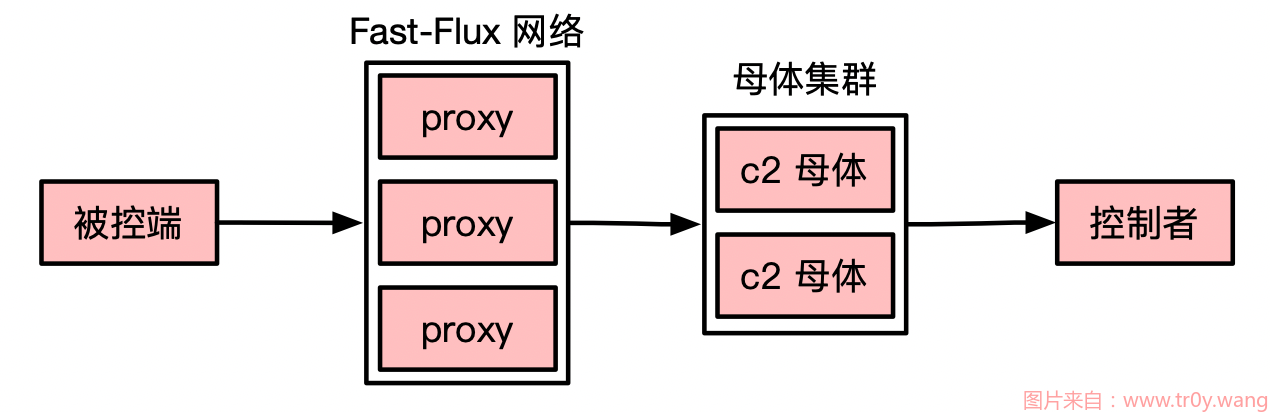 Fast-Flux 网络
proxy
proxy
proxy
母体集群
c2 母体
c2 母体
被控端
控制者
图片来自：www.tr0y.wang